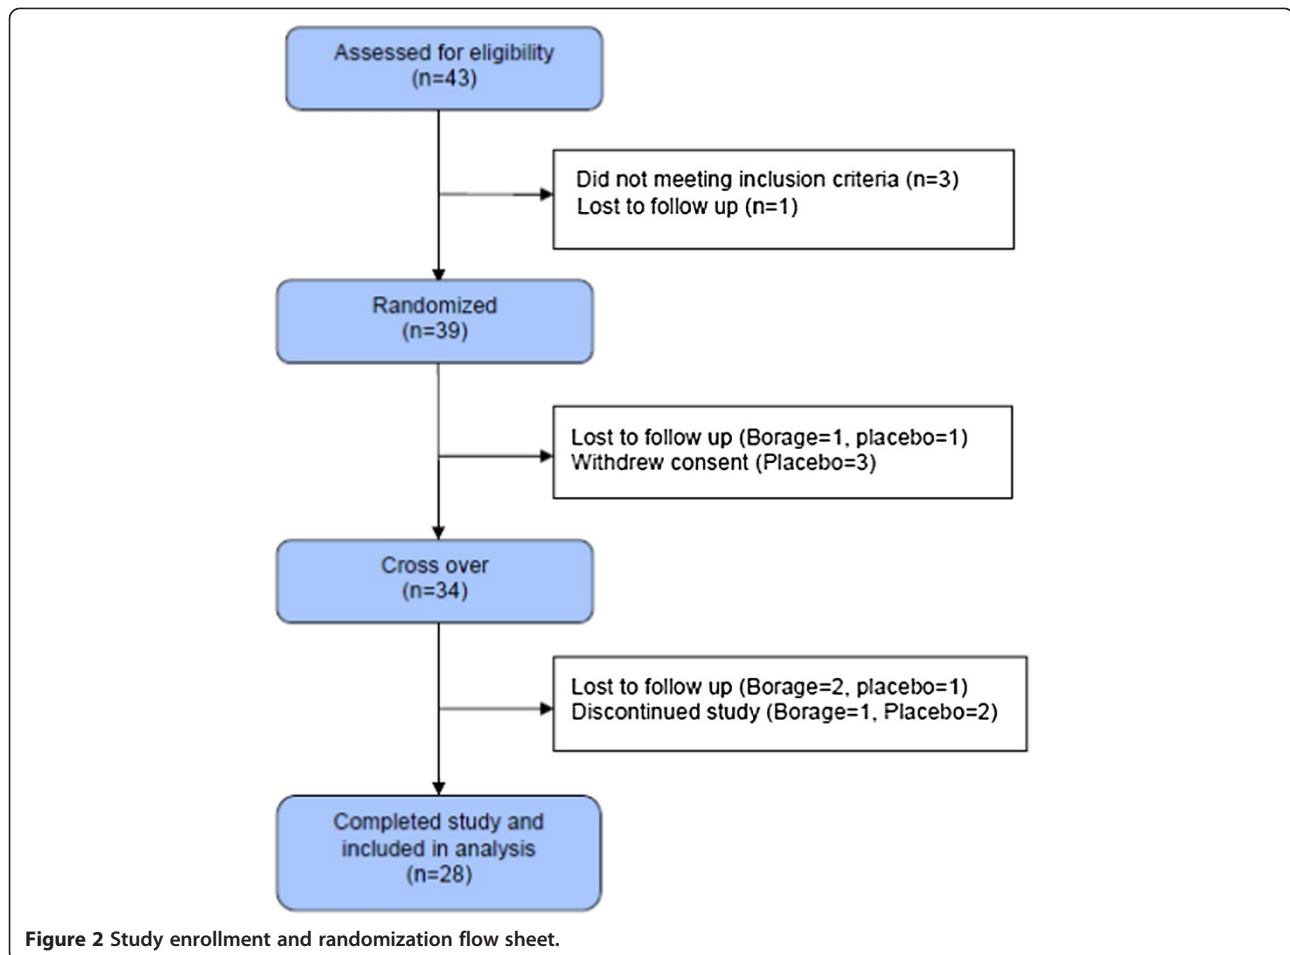 Assessed for eligibility
(n=43)
Did not meeting inclusion criteria (n=3)
Lost to follow up (n=1)
Randomized
(n=39)
Lost to follow up (Borage=1, placebo=1)
Withdrew consent (Placebo=3)
Cross over
(n=34)
Lost to follow up (Borage=2, placebo=1)
Discontinued study (Borage=1, Placebo=2)
Completed study and
included in analysis
(n=28)
Figure 2 Study enrollment and randomization flow sheet.